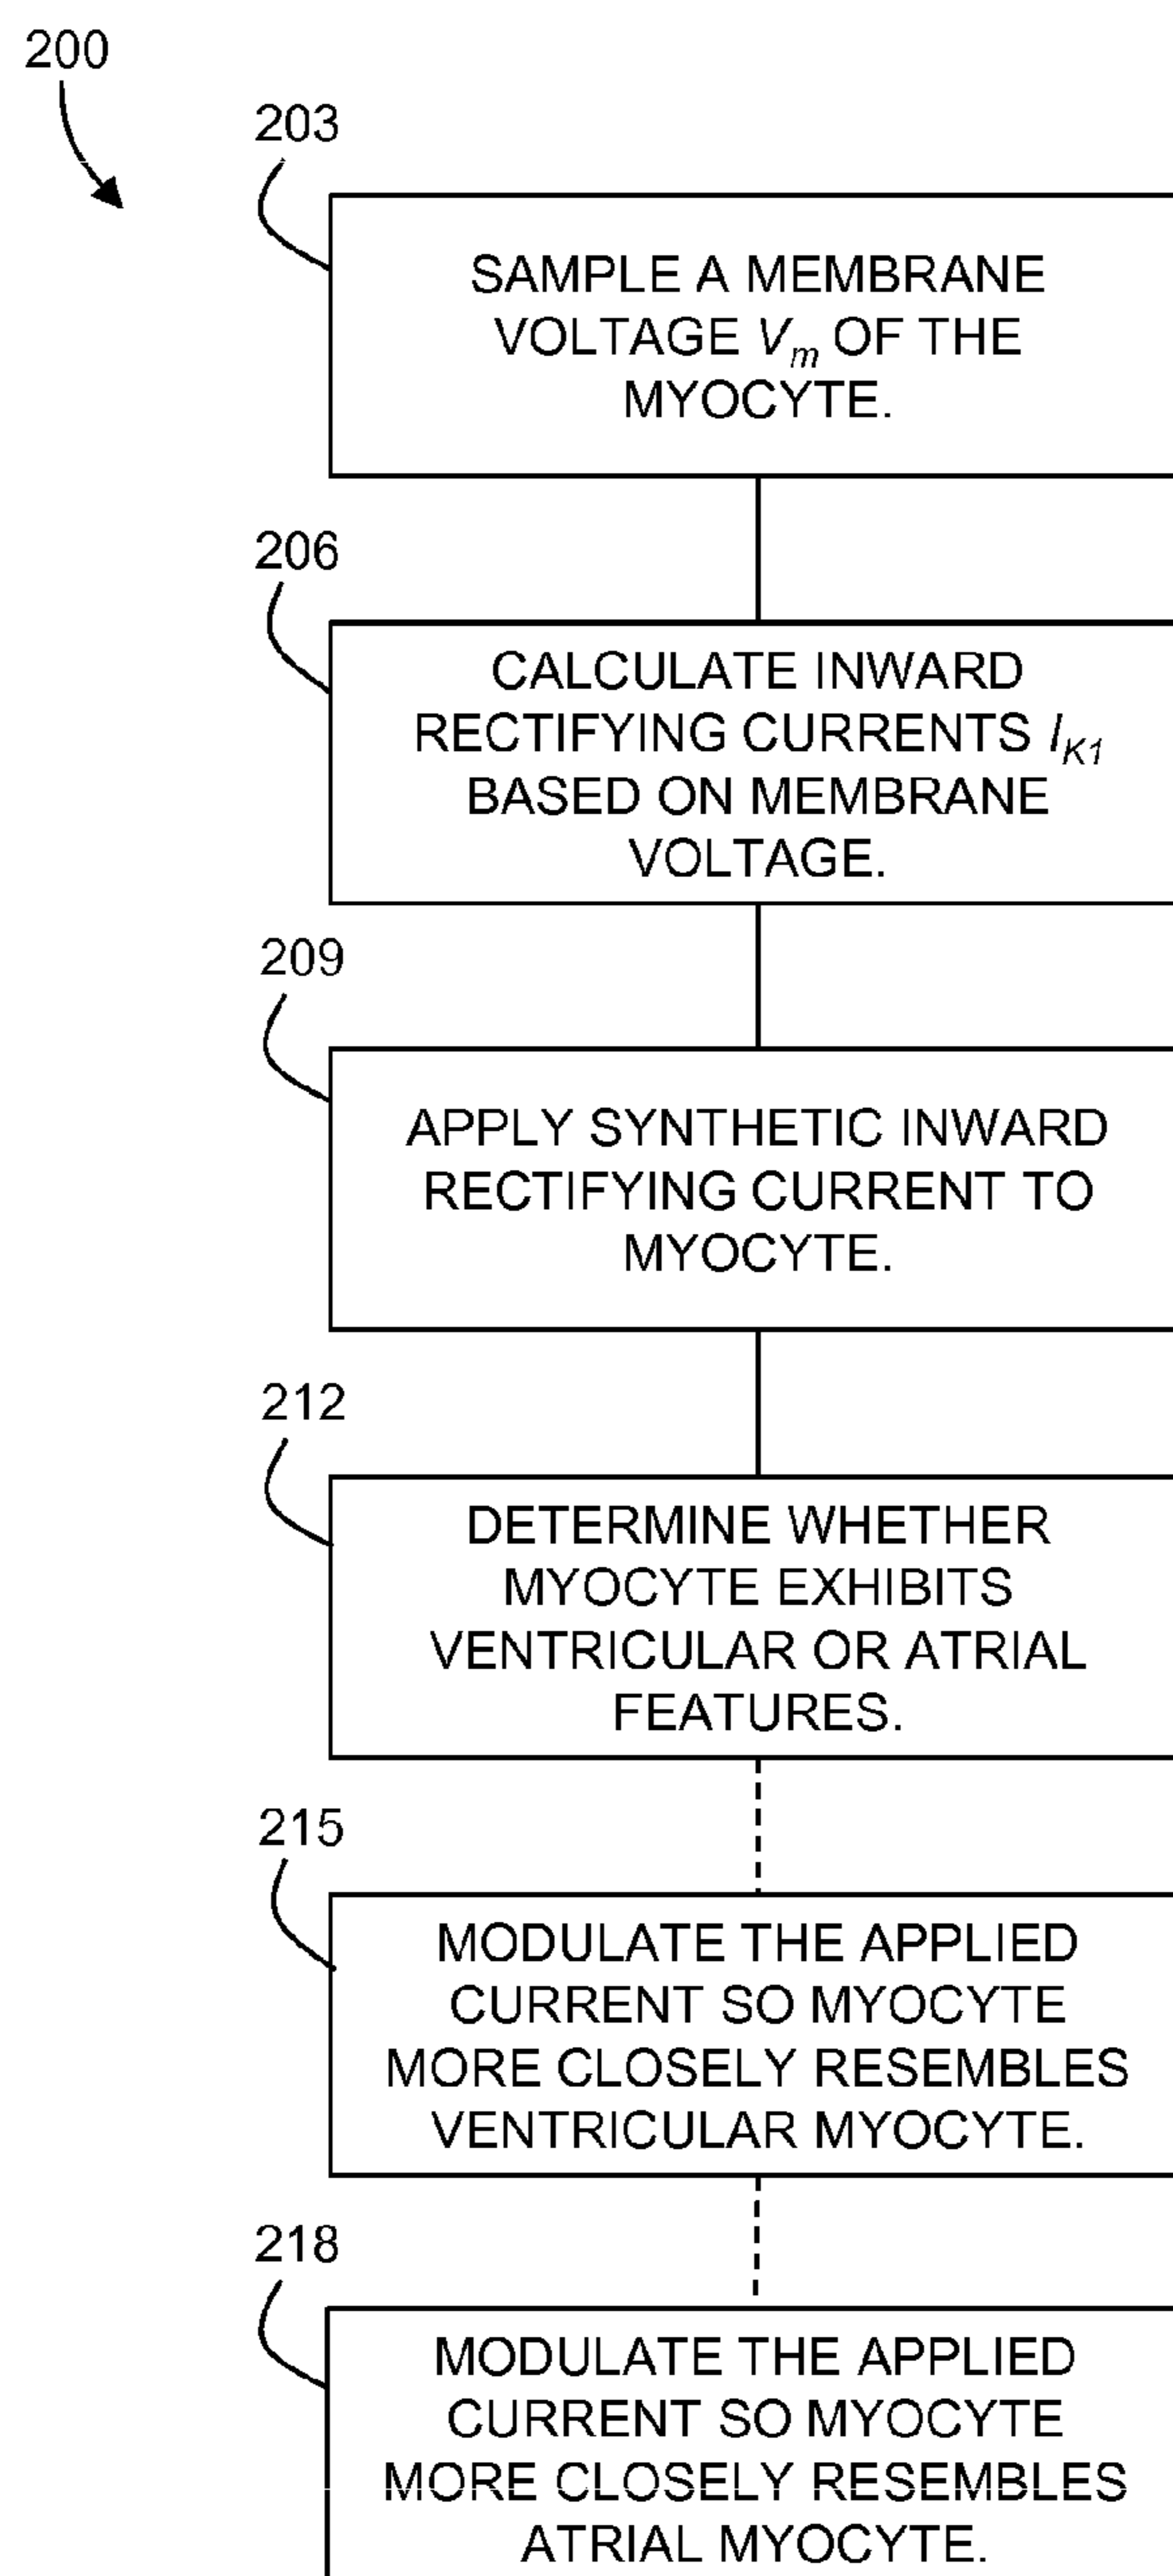 200
203
SAMPLE A MEMBRANE
VOLTAGE Vm OF THE
MYOCYTE.
206
CALCULATE INWARD
RECTIFYING CURRENTS IK1
BASED ON MEMBRANE
VOLTAGE.
209
APPLY SYNTHETIC INWARD
RECTIFYING CURRENT TO
MYOCYTE.
212
DETERMINE WHETHER
MYOCYTE EXHIBITS
VENTRICULAR OR ATRIAL
FEATURES.
215
MODULATE THE APPLIED
CURRENT SO MYOCYTE
MORE CLOSELY RESEMBLES
VENTRICULAR MYOCYTE.
218
MODULATE THE APPLIED
CURRENT SO MYOCYTE
MORE CLOSELY RESEMBLES
ATRIAL MYOCYTE.